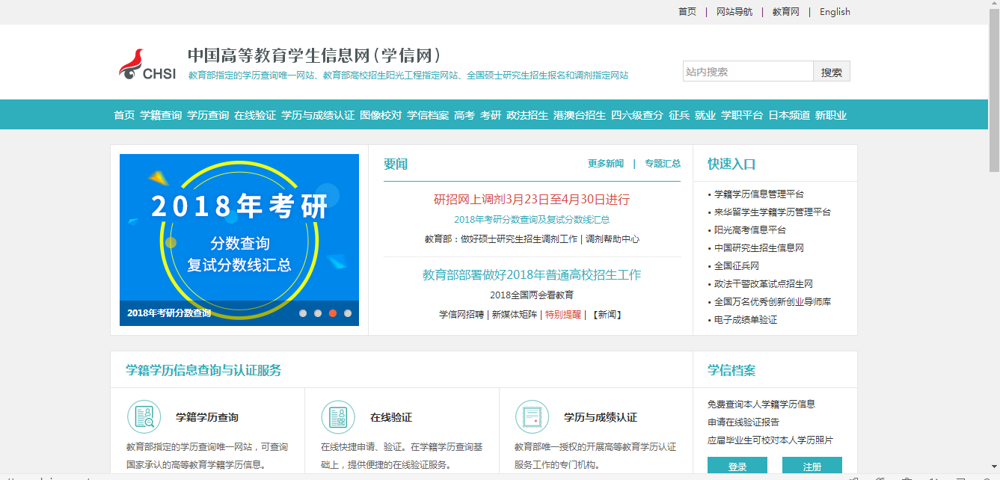 首页 | 网站导航 | 教育网 | English
CHSI
中国高等教育学生信息网(学信网)
教育部指定的学历查询唯一网站、教育部高校招生阳光工程指定网站、全国硕士研究生招生报名和调剂指定网站
站内搜索 搜索
首页 学籍查询 学历查询 在线验证 学历与成绩认证 图像校对 学信档案 高考 考研 政法招生 港澳台招生 四六级查分 征兵 就业 学职平台 日本频道 新职业
2018年考研
分数查询
复试分数线汇总
2018年考研分数查询
要闻 更多新闻 | 专题汇总
研招网上调剂3月23日至4月30日进行
2018年考研分数查询及复试分数线汇总
教育部：做好硕士研究生招生调剂工作 | 调剂帮助中心
教育部部署做好2018年普通高校招生工作
2018全国两会看教育
学信网招聘 | 新媒体矩阵 | 特别提醒 | 【新闻】
快速入口
• 学籍学历信息管理平台
• 来华留学生学籍学历管理平台
• 阳光高考信息平台
• 中国研究生招生信息网
• 全国征兵网
• 政法干警改革试点招生网
• 全国万名优秀创新创业导师库
• 电子成绩单验证
学籍学历信息查询与认证服务
学籍学历查询
教育部指定的学历查询唯一网站，可查询
国家承认的高等教育学籍学历信息。
在线验证
在线快捷申请、验证。在学籍学历查询基
础上，提供便捷的在线验证服务。
学历与成绩认证
教育部唯一授权的开展高等教育学历认证
服务工作的专门机构。
学信档案
免费查询本人学籍学历信息
申请在线验证报告
应届毕业生可校对本人学历照片
登录 注册